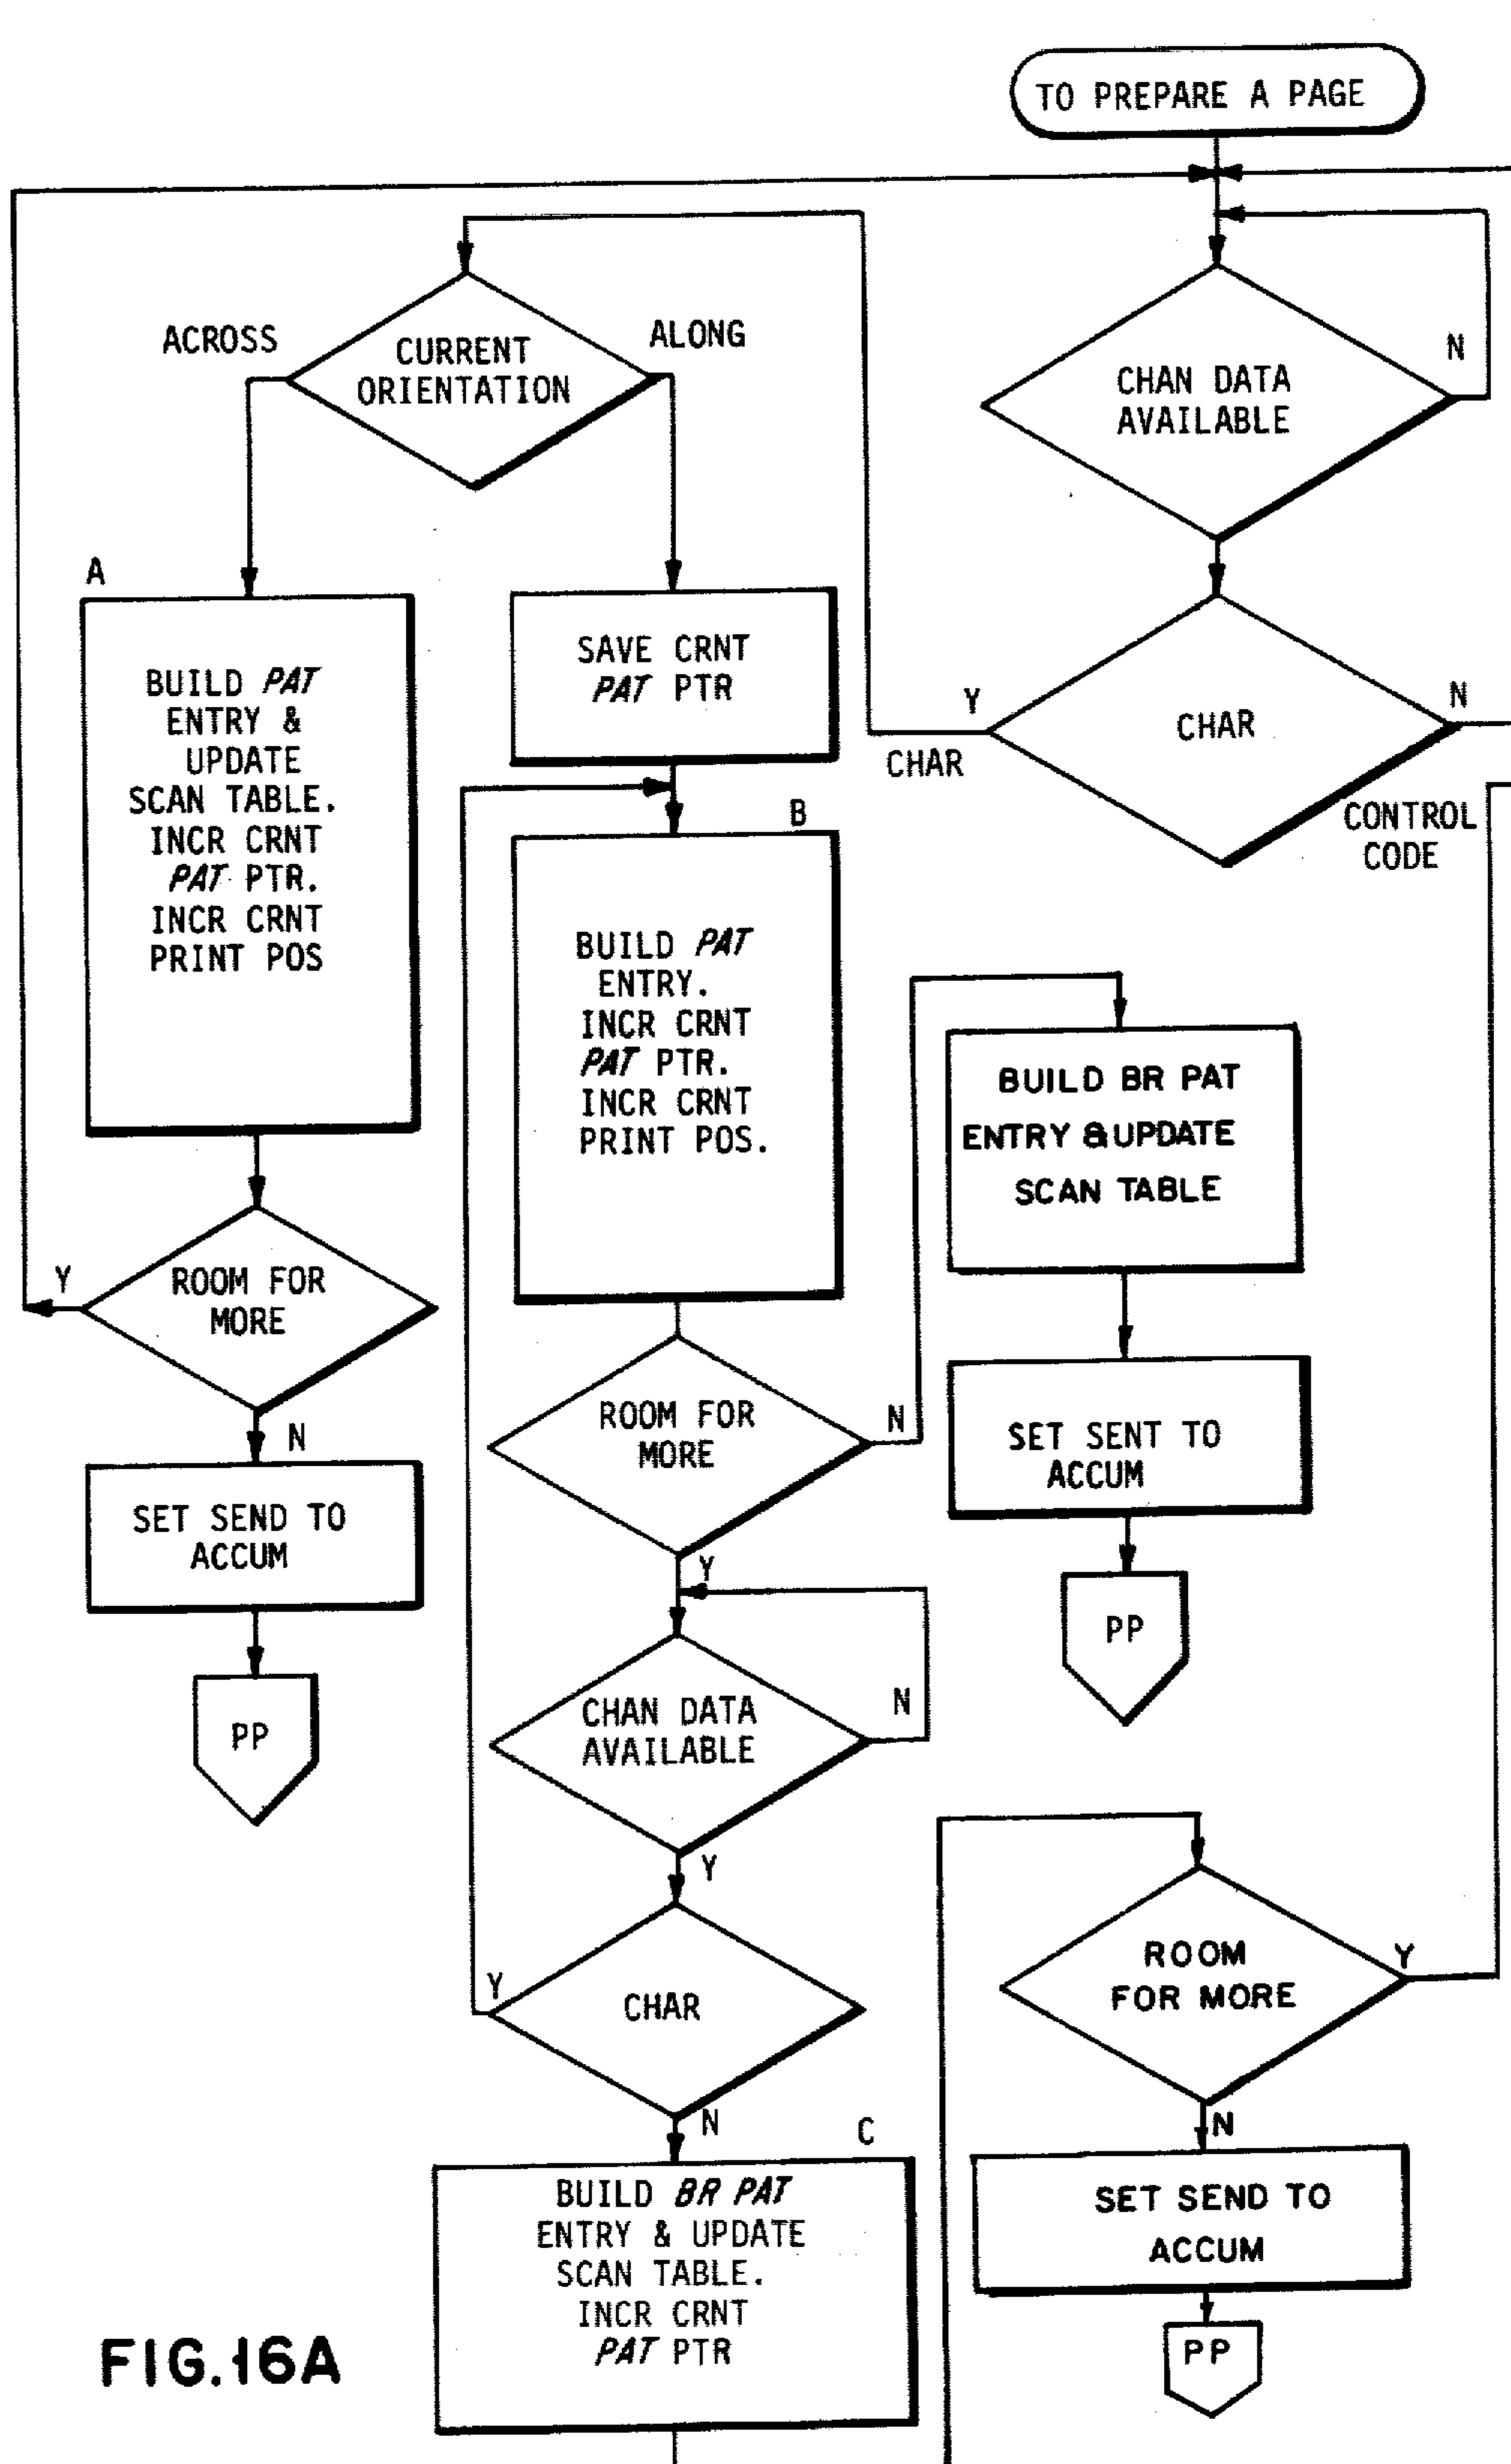 TO PREPARE A PAGE
CHAN DATA
AVAILABLE
N
CHAR
Y
CHAR
N
CONTROL
CODE
CURRENT
ORIENTATION
ACROSS
ALONG
A
BUILD PAT
ENTRY &
UPDATE
SCAN TABLE.
INCR CRNT
PAT PTR.
INCR CRNT
PRINT POS
ROOM FOR
MORE
Y
N
SET SEND TO
ACCUM
PP
SAVE CRNT
PAT PTR
B
BUILD PAT
ENTRY.
INCR CRNT
PAT PTR.
INCR CRNT
PRINT POS.
ROOM FOR
MORE
N
Y
BUILD BR PAT
ENTRY & UPDATE
SCAN TABLE
SET SENT TO
ACCUM
PP
CHAN DATA
AVAILABLE
N
Y
CHAR
Y
N
C
BUILD BR PAT
ENTRY & UPDATE
SCAN TABLE.
INCR CRNT
PAT PTR
ROOM
FOR MORE
Y
N
SET SEND TO
ACCUM
PP
FIG.16A